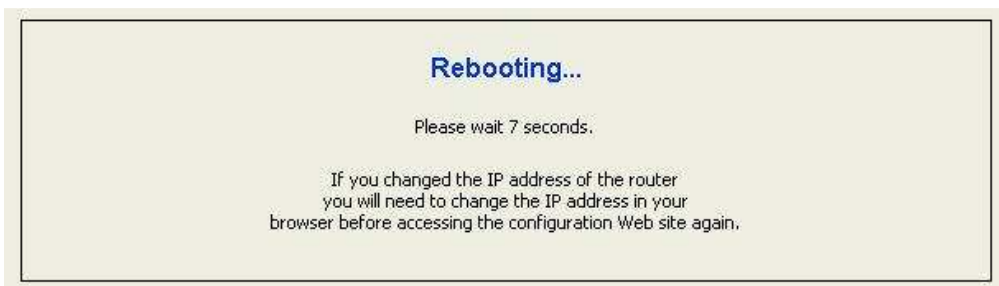 Rebooting...
Please wait 7 seconds.
If you changed the IP address of the router
you will need to change the IP address in your
browser before accessing the configuration Web site again.